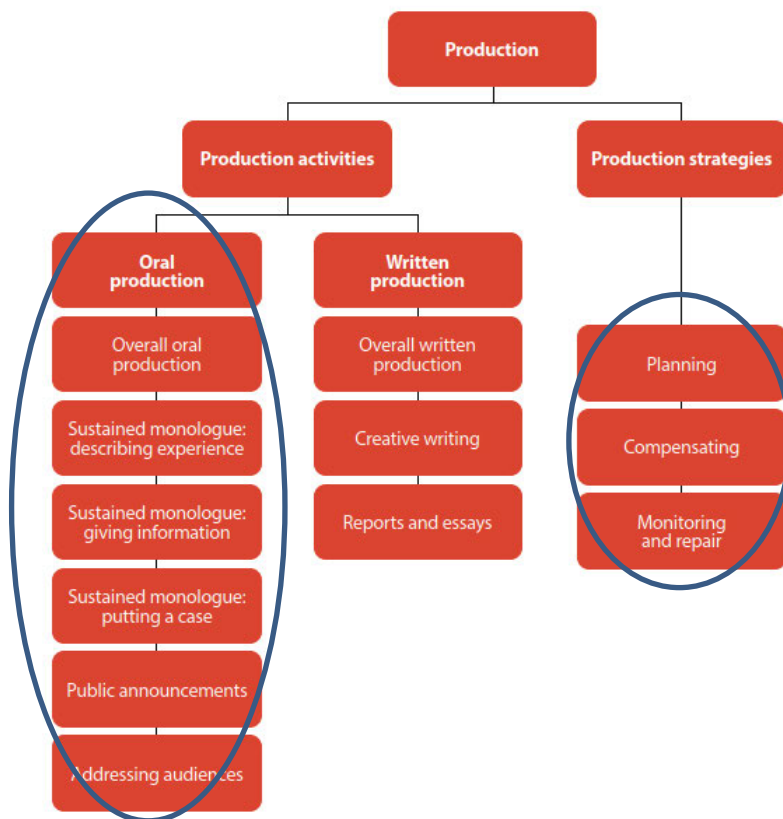 Production
Production activities
Production strategies
Oral
production
Written
production
Overall oral
production
Overall written
production
Planning
Sustained monologue:
describing experience
Creative writing
Compensating
Sustained monologue:
giving information
Reports and essays
Monitoring
and repair
Sustained monologue:
putting a case
Public announcements
Addressing audiences